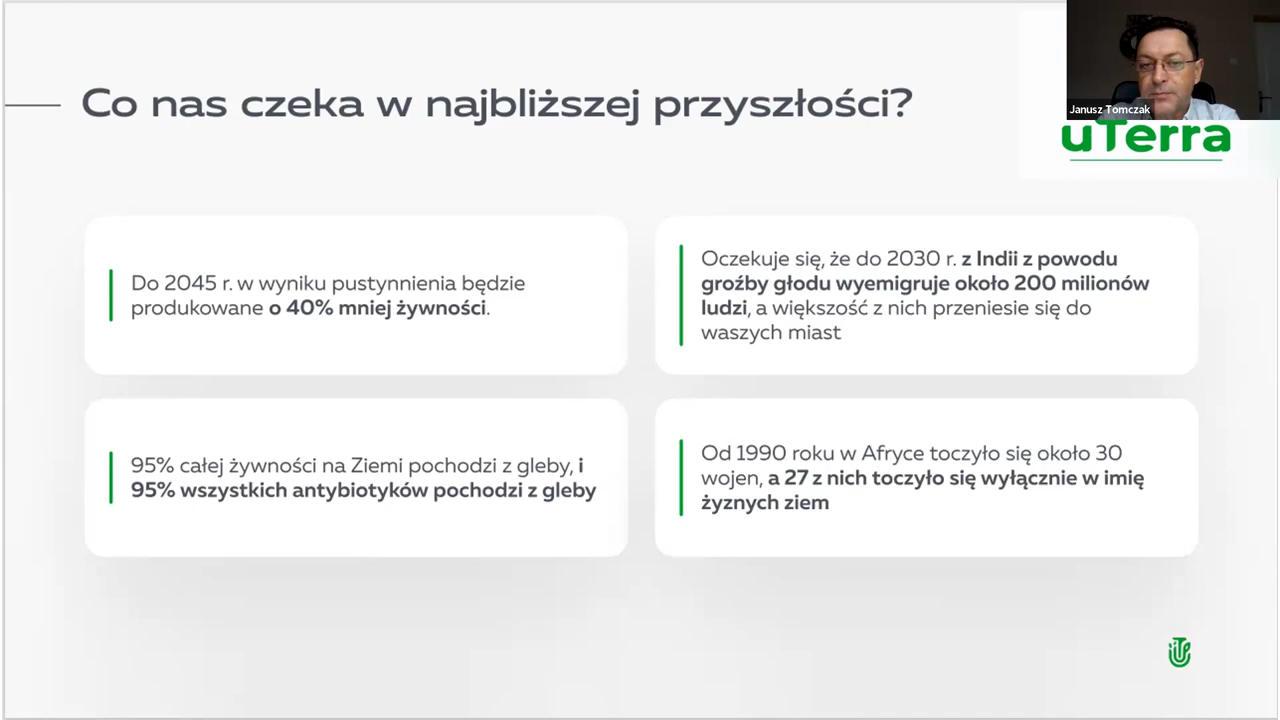 Co nas czeka w najbliższej przyszłości?
Janusz Tomczak
uTerra
Do 2045 r. w wyniku pustynnienia będzie
produkowane o 40% mniej żywności.
Oczekuje się, że do 2030 r. z Indii z powodu
groźby głodu wyemigruje około 200 milionów
ludzi, a większość z nich przeniesie się do
waszych miast
95% całej żywności na Ziemi pochodzi z gleby, i
95% wszystkich antybiotyków pochodzi z gleby
Od 1990 roku w Afryce toczyło się około 30
wojen, a 27 z nich toczyło się wyłącznie w imię
żyznych ziem